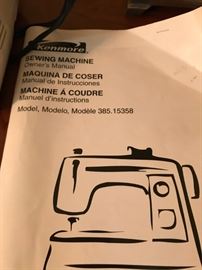 Kenmore
SEWING MACHINE
Owner's Manual
MAQUINA DE COSER
Manual de Instrucciones
MACHINE À COUDRE
Manuel d'instructions
Model, Modelo, Modèle 385.15358